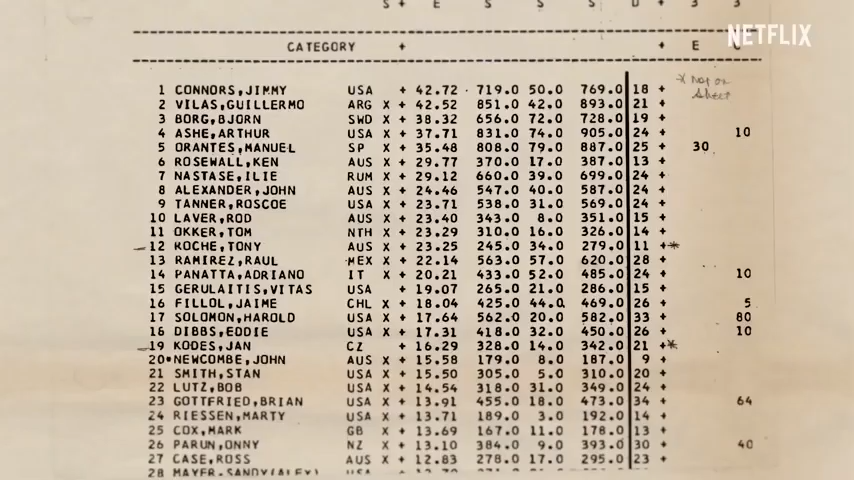 S + E S S S D + 3 3
NETFLIX
CATEGORY + + E C
* not on
sheet
1 CONNORS,JIMMY USA + 42.72 719.0 50.0 769.0 18 +
2 VILAS,GUILLERMO ARG X + 42.52 851.0 42.0 893.0 21 +
3 BORG,BJORN SWD X + 38.32 656.0 72.0 728.0 19 +
4 ASHE,ARTHUR USA X + 37.71 831.0 74.0 905.0 24 + 10
5 ORANTES,MANUEL SP X + 35.48 808.0 79.0 887.0 25 + 30
6 ROSEWALL,KEN AUS X + 29.77 370.0 17.0 387.0 13 +
7 NASTASE,ILIE RUM X + 29.12 660.0 39.0 699.0 24 +
8 ALEXANDER,JOHN AUS X + 24.46 547.0 40.0 587.0 24 +
9 TANNER,ROSCOE USA X + 23.71 538.0 31.0 569.0 24 +
10 LAVER,ROD AUS X + 23.40 343.0 8.0 351.0 15 +
11 OKKER,TOM NTH X + 23.29 310.0 16.0 326.0 14 +
12 ROCHE,TONY AUS X + 23.25 245.0 34.0 279.0 11 +*
13 RAMIREZ,RAUL MEX X + 22.14 563.0 57.0 620.0 28 +
14 PANATTA,ADRIANO IT X + 20.21 433.0 52.0 485.0 24 + 10
15 GERULAITIS,VITAS USA + 19.07 265.0 21.0 286.0 15 +
16 FILLOL,JAIME CHL X + 18.04 425.0 44.0 469.0 26 + 5
17 SOLOMON,HAROLD USA X + 17.64 562.0 20.0 582.0 33 + 80
18 DIBBS,EDDIE USA X + 17.31 418.0 32.0 450.0 26 + 10
19 KODES,JAN CZ + 16.29 328.0 14.0 342.0 21 +*
20*NEWCOMBE,JOHN AUS X + 15.58 179.0 8.0 187.0 9 +
21 SMITH,STAN USA X + 15.50 305.0 5.0 310.0 20 +
22 LUTZ,BOB USA X + 14.54 318.0 31.0 349.0 24 +
23 GOTTFRIED,BRIAN USA X + 13.91 455.0 18.0 473.0 34 + 64
24 RIESSEN,MARTY USA X + 13.71 189.0 3.0 192.0 14 +
25 COX,MARK GB X + 13.69 167.0 11.0 178.0 13 +
26 PARUN,ONNY NZ X + 13.10 384.0 9.0 393.0 30 + 40
27 CASE,ROSS AUS X + 12.83 278.0 17.0 295.0 23 +
28 MAYER-SANDY(ALEX) USA